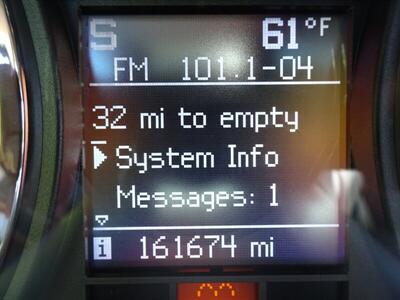 S 61°F
FM 101.1-04
32 mi to empty
System Info
Messages: 1
i 161674 mi